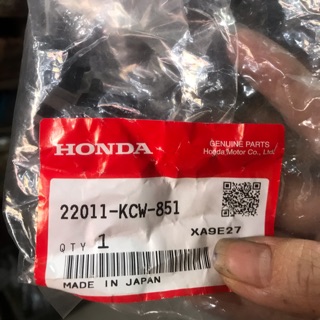 HONDA
GENUINE PARTS
Honda Motor Co., Ltd.
22011-KCW-851
XA9E27
QTY 1
MADE IN JAPAN